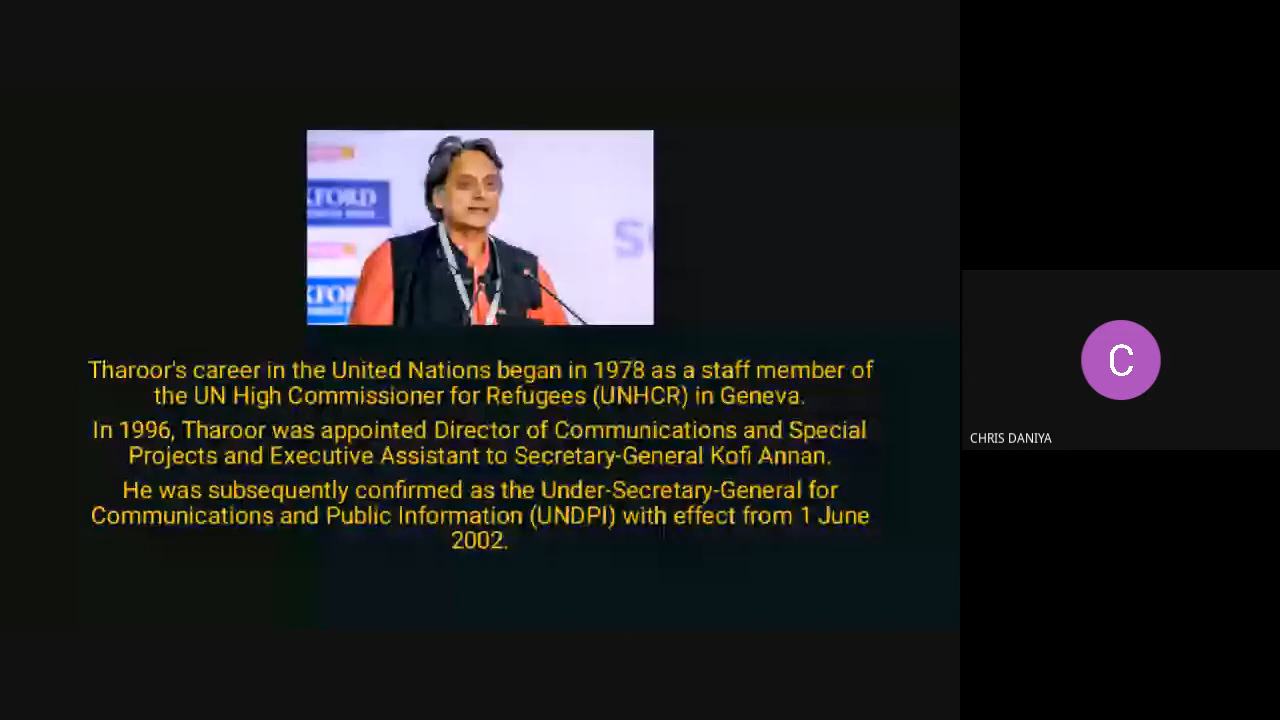 KFORD
S
KFOR
Tharoor's career in the United Nations began in 1978 as a staff member of
the UN High Commissioner for Refugees (UNHCR) in Geneva.
In 1996, Tharoor was appointed Director of Communications and Special
Projects and Executive Assistant to Secretary-General Kofi Annan.
He was subsequently confirmed as the Under-Secretary-General for
Communications and Public Information (UNDPI) with effect from 1 June
2002.
C
CHRIS DANIYA